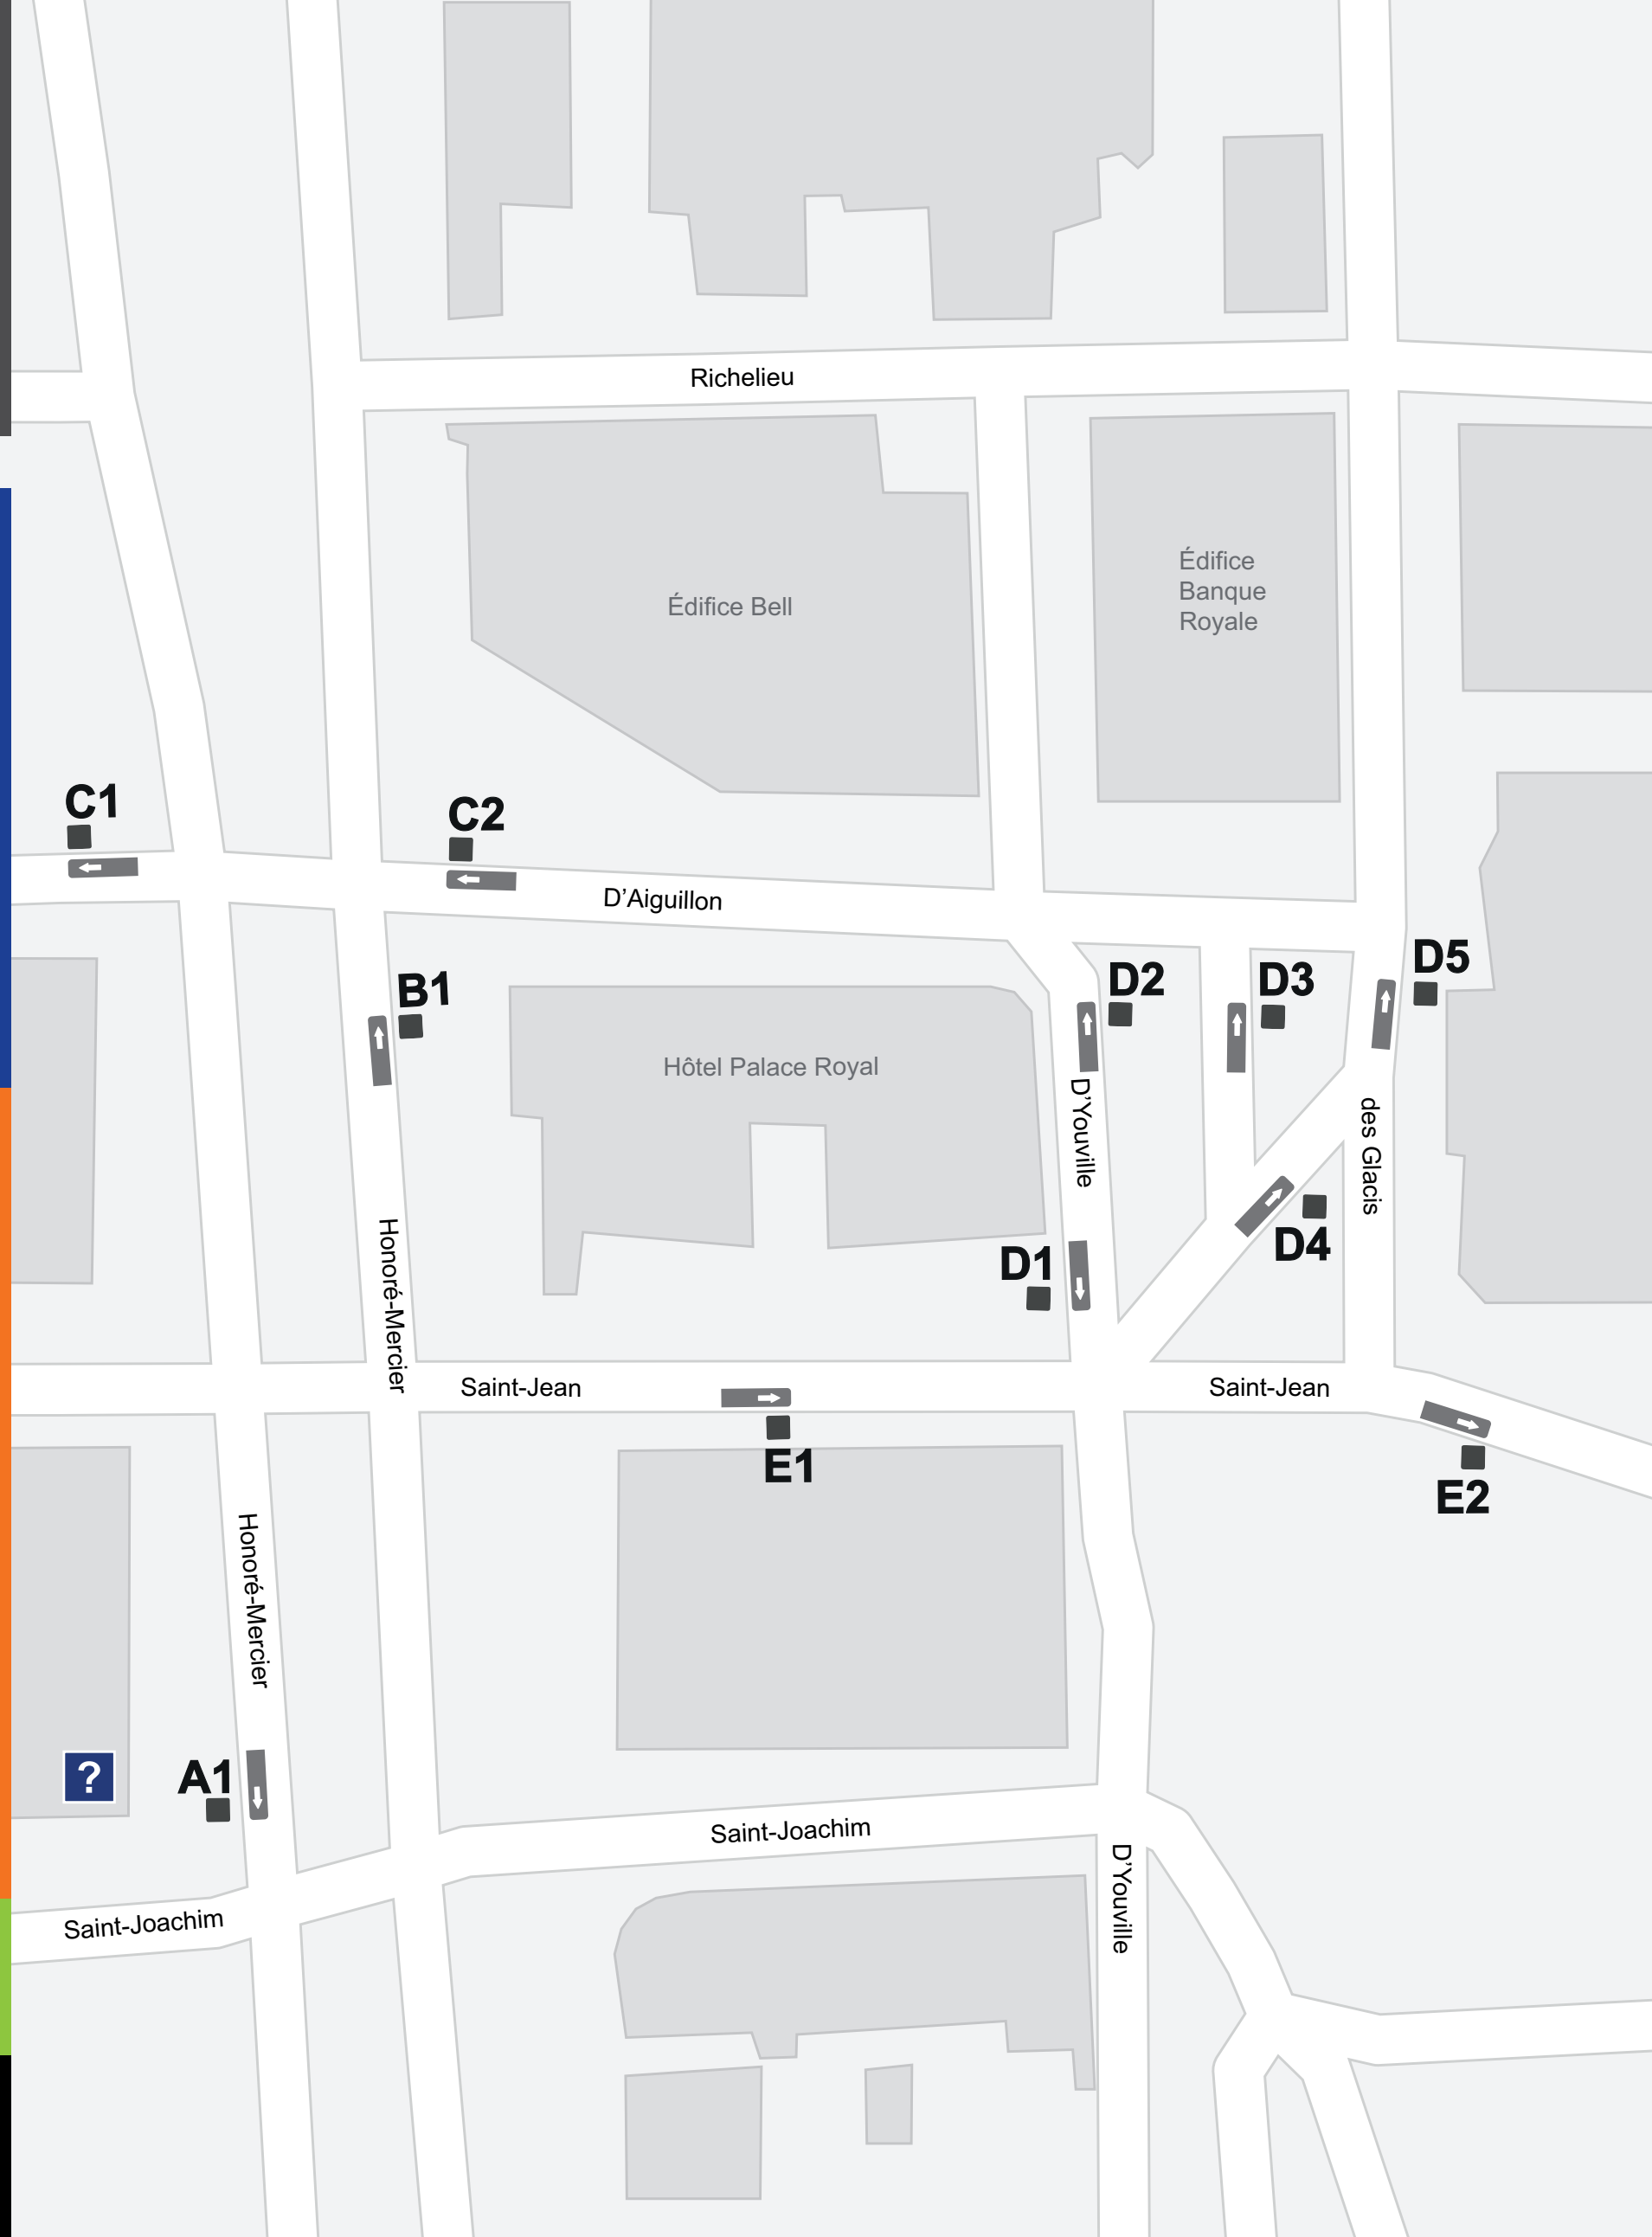 Richelieu
Édifice Bell
Édifice
Banque
Royale
C1
C2
D'Aiguillon
B1
D2
D3
D5
Hôtel Palace Royal
D'Youville
des Glacis
D4
D1
Honoré-Mercier
Saint-Jean
Saint-Jean
E1
E2
Honoré-Mercier
?
A1
Saint-Joachim
D'Youville
Saint-Joachim